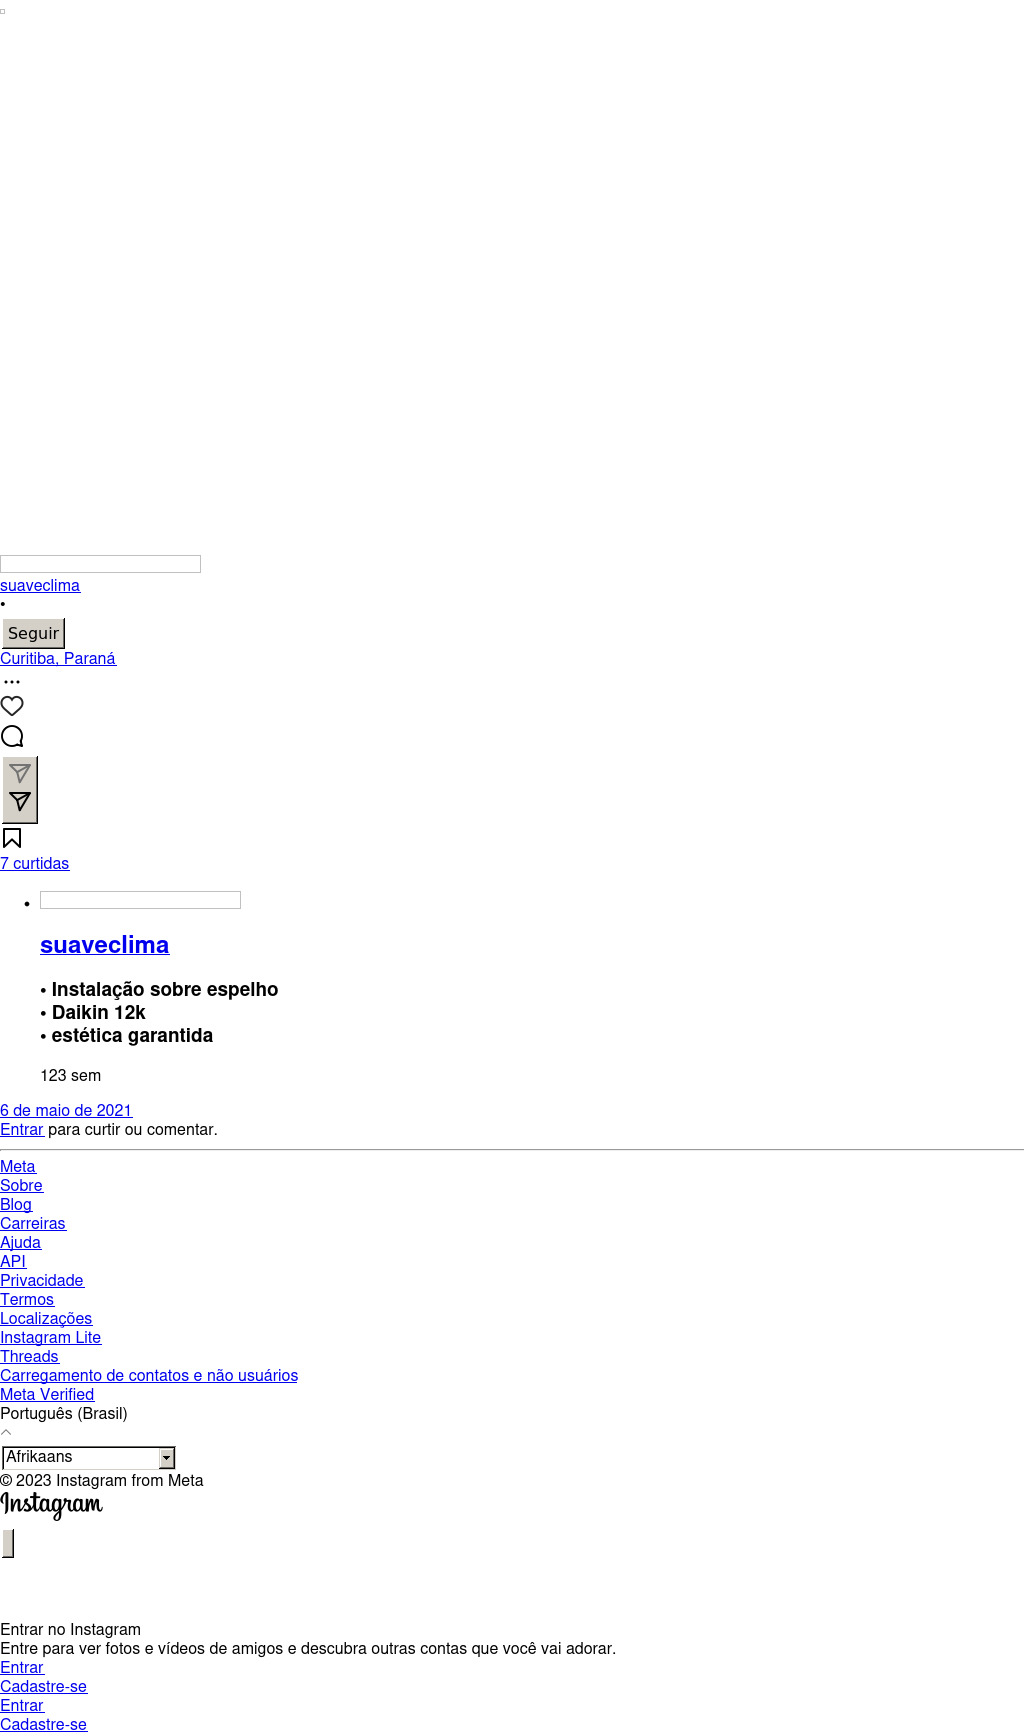 suaveclima
•
Seguir
Curitiba, Paraná
7 curtidas
•
suaveclima
• Instalação sobre espelho
• Daikin 12k
• estética garantida
123 sem
6 de maio de 2021
Entrar para curtir ou comentar.
Meta
Sobre
Blog
Carreiras
Ajuda
API
Privacidade
Termos
Localizações
Instagram Lite
Threads
Carregamento de contatos e não usuários
Meta Verified
Português (Brasil)
Afrikaans
© 2023 Instagram from Meta
Instagram
Entrar no Instagram
Entre para ver fotos e vídeos de amigos e descubra outras contas que você vai adorar.
Entrar
Cadastre-se
Entrar
Cadastre-se